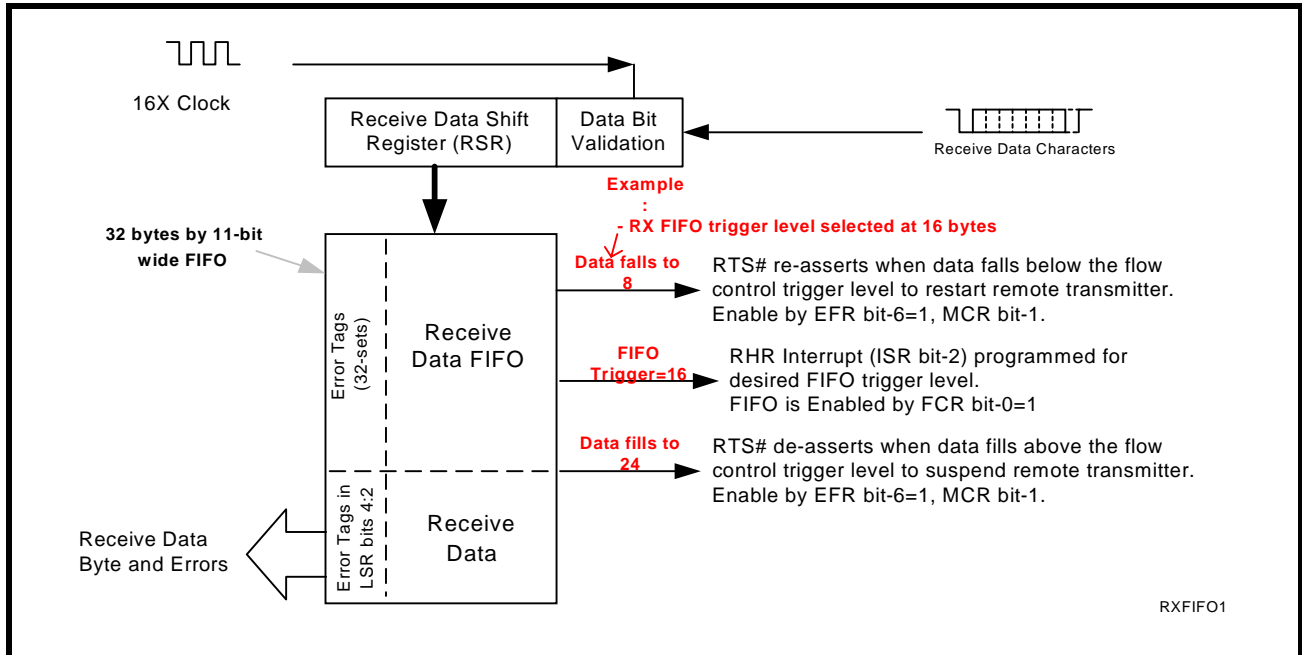 16X Clock
Receive Data Shift
Register (RSR)
Data Bit
Validation
Receive Data Characters
Example
:
- RX FIFO trigger level selected at 16 bytes
32 bytes by 11-bit
wide FIFO
Data falls to
8
RTS# re-asserts when data falls below the flow
control trigger level to restart remote transmitter.
Enable by EFR bit-6=1, MCR bit-1.
Error Tags
(32-sets)
Receive
Data FIFO
FIFO
Trigger=16
RHR Interrupt (ISR bit-2) programmed for
desired FIFO trigger level.
FIFO is Enabled by FCR bit-0=1
Data fills to
24
RTS# de-asserts when data fills above the flow
control trigger level to suspend remote transmitter.
Enable by EFR bit-6=1, MCR bit-1.
Error Tags in
LSR bits 4:2
Receive
Data
Receive Data
Byte and Errors
RXFIFO1